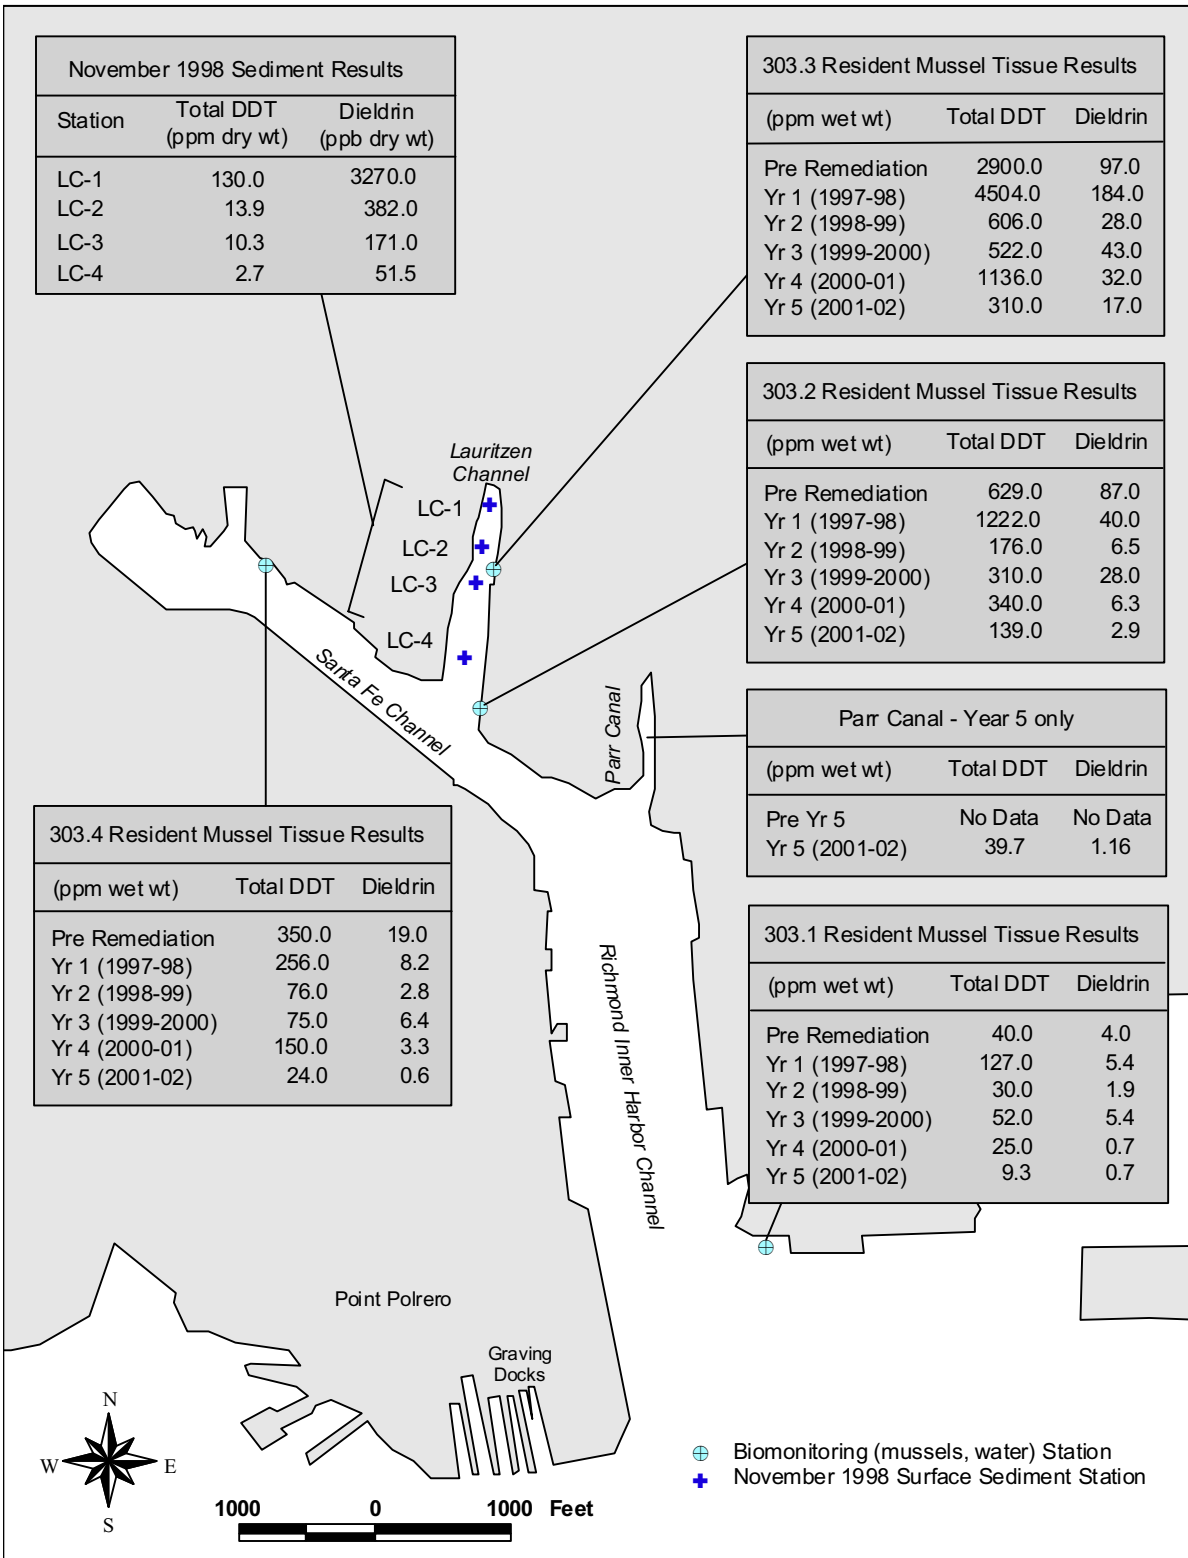 November 1998 Sediment Results
Station Total DDT (ppm dry wt) Dieldrin (ppb dry wt)
LC-1 130.0 3270.0
LC-2 13.9 382.0
LC-3 10.3 171.0
LC-4 2.7 51.5
303.3 Resident Mussel Tissue Results
(ppm wet wt) Total DDT Dieldrin
Pre Remediation 2900.0 97.0
Yr 1 (1997-98) 4504.0 184.0
Yr 2 (1998-99) 606.0 28.0
Yr 3 (1999-2000) 522.0 43.0
Yr 4 (2000-01) 1136.0 32.0
Yr 5 (2001-02) 310.0 17.0
303.2 Resident Mussel Tissue Results
(ppm wet wt) Total DDT Dieldrin
Pre Remediation 629.0 87.0
Yr 1 (1997-98) 1222.0 40.0
Yr 2 (1998-99) 176.0 6.5
Yr 3 (1999-2000) 310.0 28.0
Yr 4 (2000-01) 340.0 6.3
Yr 5 (2001-02) 139.0 2.9
Lauritzen
Channel
LC-1
LC-2
LC-3
LC-4
Santa Fe Channel
Parr Canal
Parr Canal - Year 5 only
(ppm wet wt) Total DDT Dieldrin
Pre Yr 5 No Data No Data
Yr 5 (2001-02) 39.7 1.16
303.4 Resident Mussel Tissue Results
(ppm wet wt) Total DDT Dieldrin
Pre Remediation 350.0 19.0
Yr 1 (1997-98) 256.0 8.2
Yr 2 (1998-99) 76.0 2.8
Yr 3 (1999-2000) 75.0 6.4
Yr 4 (2000-01) 150.0 3.3
Yr 5 (2001-02) 24.0 0.6
303.1 Resident Mussel Tissue Results
(ppm wet wt) Total DDT Dieldrin
Pre Remediation 40.0 4.0
Yr 1 (1997-98) 127.0 5.4
Yr 2 (1998-99) 30.0 1.9
Yr 3 (1999-2000) 52.0 5.4
Yr 4 (2000-01) 25.0 0.7
Yr 5 (2001-02) 9.3 0.7
Richmond Inner Harbor Channel
Point Polrero
Graving
Docks
N
W E
S
1000 0 1000 Feet
Biomonitoring (mussels, water) Station
November 1998 Surface Sediment Station